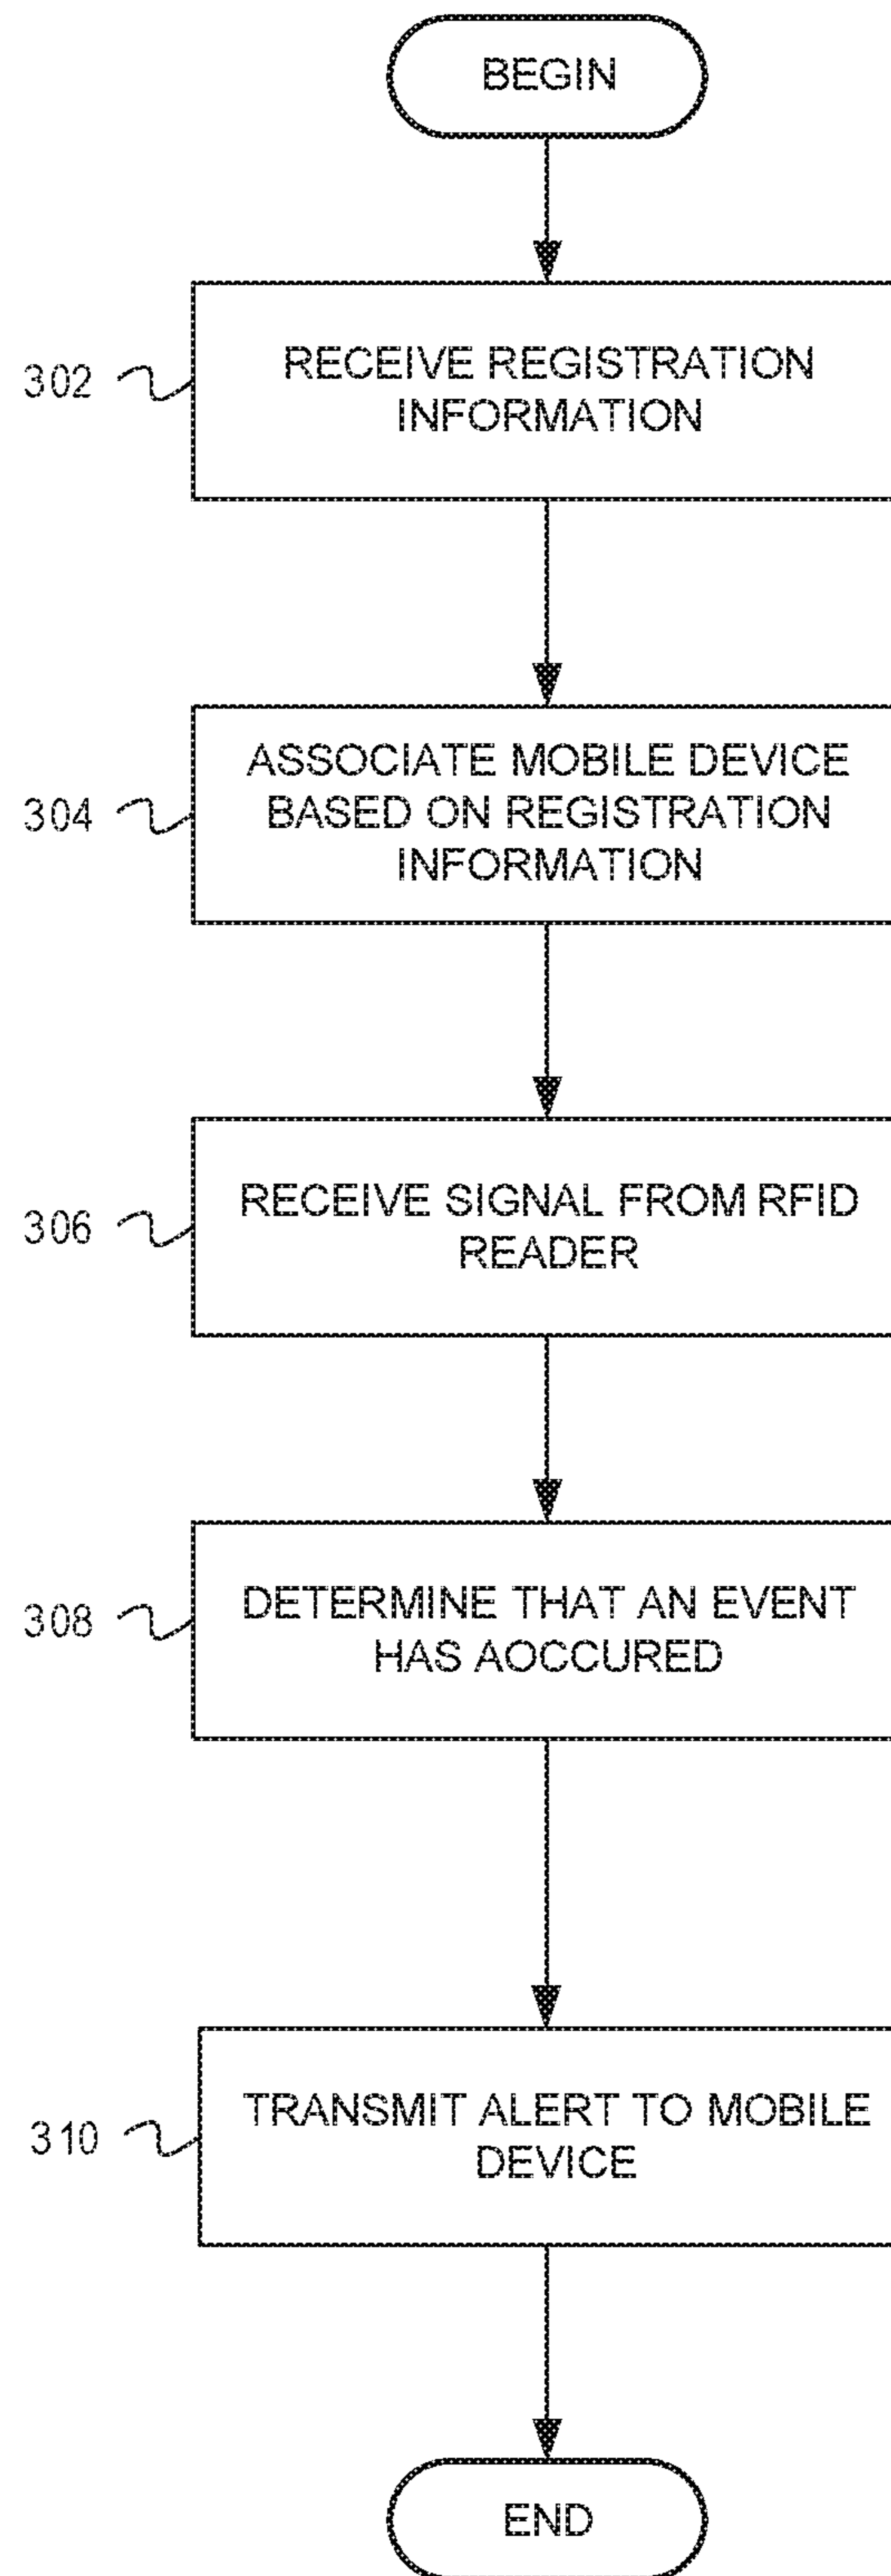 BEGIN
302
RECEIVE REGISTRATION
INFORMATION
304
ASSOCIATE MOBILE DEVICE
BASED ON REGISTRATION
INFORMATION
306
RECEIVE SIGNAL FROM RFID
READER
308
DETERMINE THAT AN EVENT
HAS AOCCURED
310
TRANSMIT ALERT TO MOBILE
DEVICE
END